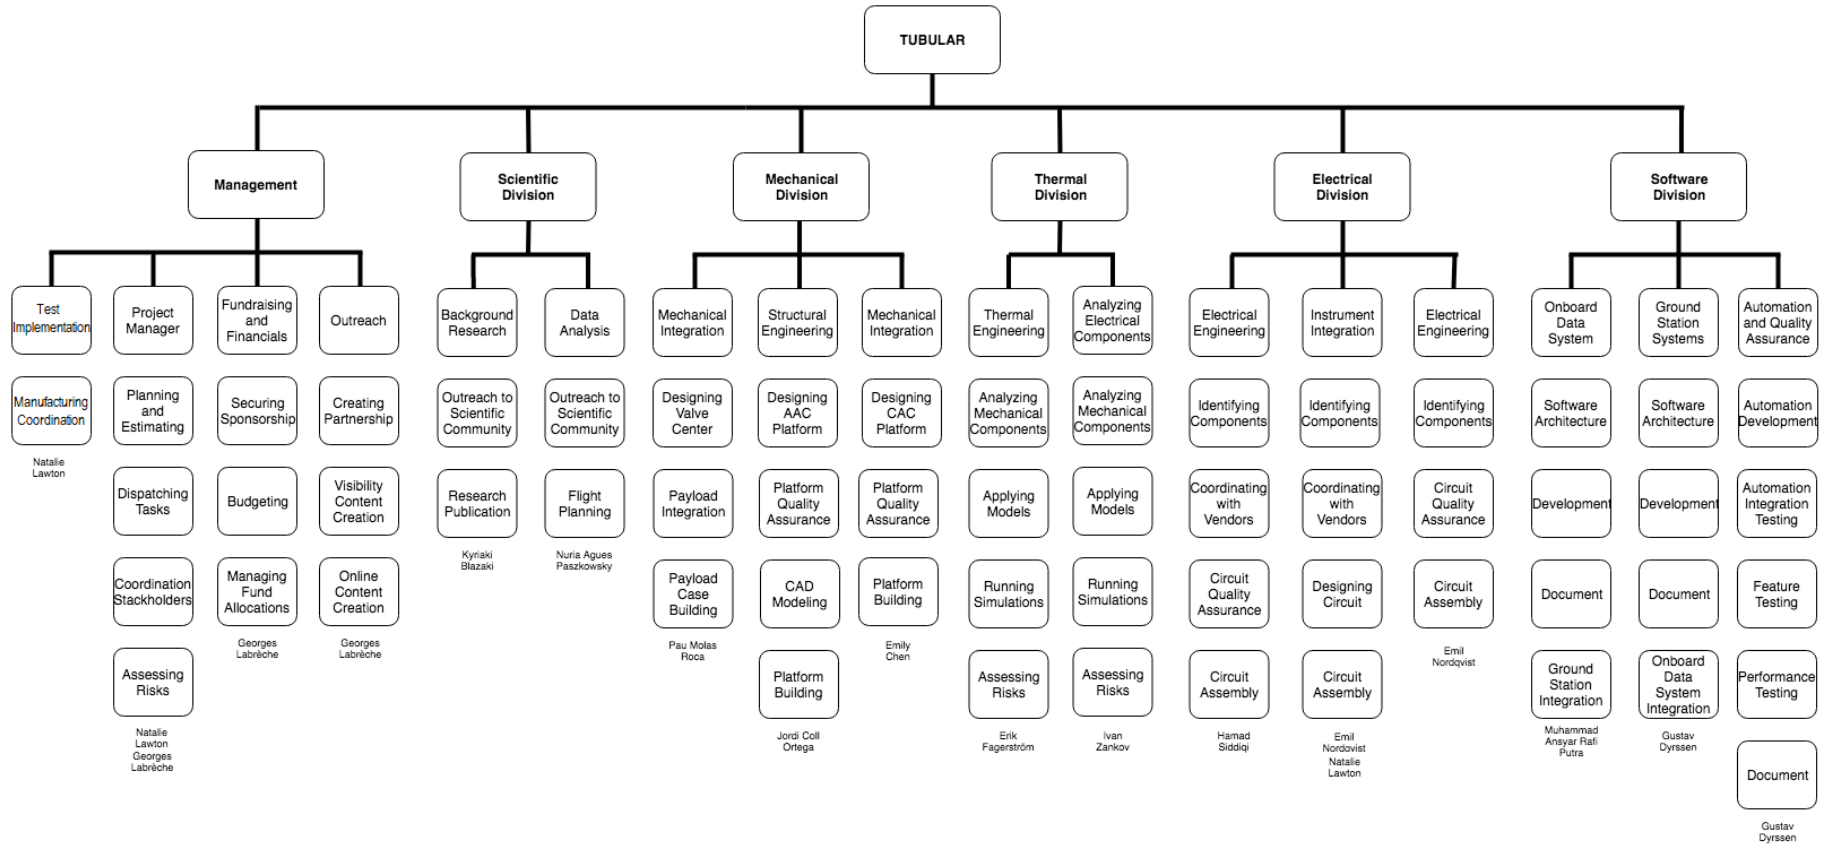 TUBULAR
Management
Scientific
Division
Mechanical
Division
Thermal
Division
Electrical
Division
Software
Division
Test
Implementation
Manufacturing
Coordination
Natalie
Lawton
Project
Manager
Planning
and
Estimating
Dispatching
Tasks
Coordination
Stackholders
Assessing
Risks
Natalie
Lawton
Georges
Labrèche
Fundraising
and
Financials
Securing
Sponsorship
Budgeting
Managing
Fund
Allocations
Georges
Labrèche
Outreach
Creating
Partnership
Visibility
Content
Creation
Online
Content
Creation
Georges
Labrèche
Background
Research
Outreach to
Scientific
Community
Research
Publication
Kyriaki
Blazaki
Data
Analysis
Outreach to
Scientific
Community
Flight
Planning
Nuria Agues
Paszkowsky
Mechanical
Integration
Designing
Valve
Center
Payload
Integration
Payload
Case
Building
Pau Molas
Roca
Structural
Engineering
Designing
AAC
Platform
Platform
Quality
Assurance
CAD
Modeling
Platform
Building
Jordi Coll
Ortega
Mechanical
Integration
Designing
CAC
Platform
Platform
Quality
Assurance
Platform
Building
Emily
Chen
Thermal
Engineering
Analyzing
Mechanical
Components
Applying
Models
Running
Simulations
Assessing
Risks
Erik
Fagerström
Analyzing
Electrical
Components
Analyzing
Mechanical
Components
Applying
Models
Running
Simulations
Assessing
Risks
Ivan
Zankov
Electrical
Engineering
Identifying
Components
Coordinating
with
Vendors
Circuit
Quality
Assurance
Circuit
Assembly
Hamad
Siddiqi
Instrument
Integration
Identifying
Components
Coordinating
with
Vendors
Designing
Circuit
Circuit
Assembly
Emil
Nordqvist
Natalie
Lawton
Electrical
Engineering
Identifying
Components
Circuit
Quality
Assurance
Circuit
Assembly
Emil
Nordqvist
Onboard
Data
System
Software
Architecture
Development
Document
Ground
Station
Integration
Muhammad
Ansyar Rafi
Putra
Ground
Station
Systems
Software
Architecture
Development
Document
Onboard
Data
System
Integration
Gustav
Dyrssen
Automation
and Quality
Assurance
Automation
Development
Automation
Integration
Testing
Feature
Testing
Performance
Testing
Document
Gustav
Dyrssen